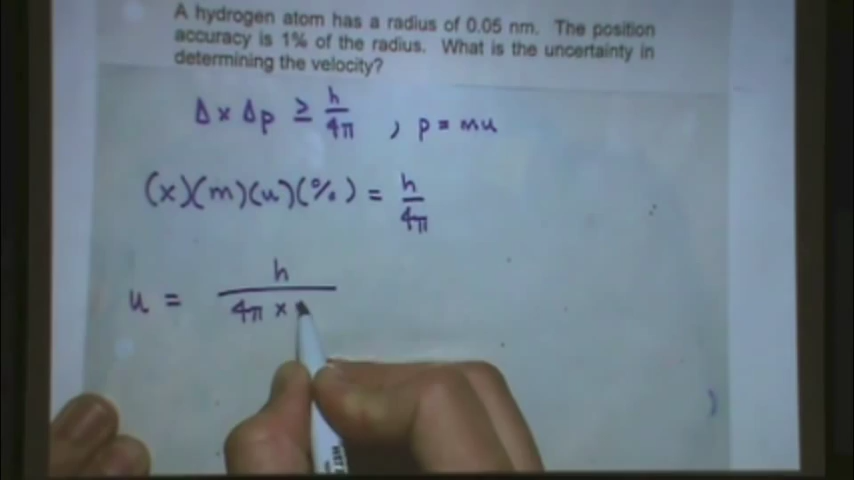 A hydrogen atom has a radius of 0.05 nm. The position
accuracy is 1% of the radius. What is the uncertainty in
determining the velocity?
Δx Δp ≥ h/4π , p = mu
(x)(m)(u)(%) = h/4π
u = h/4π x